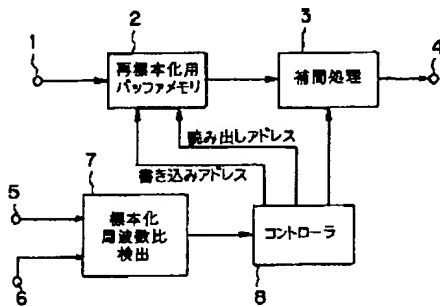 1
2
3
4
再標本化用
バッファメモリ
補間処理
読み出しアドレス
書き込みアドレス
5
6
7
標本化
周波数比
検出
コントローラ
8